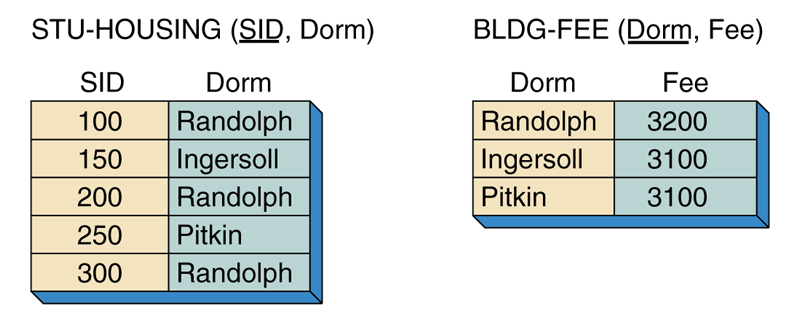 STU-HOUSING (SID, Dorm)
SID Dorm
100 Randolph
150 Ingersoll
200 Randolph
250 Pitkin
300 Randolph
BLDG-FEE (Dorm, Fee)
Dorm Fee
Randolph 3200
Ingersoll 3100
Pitkin 3100